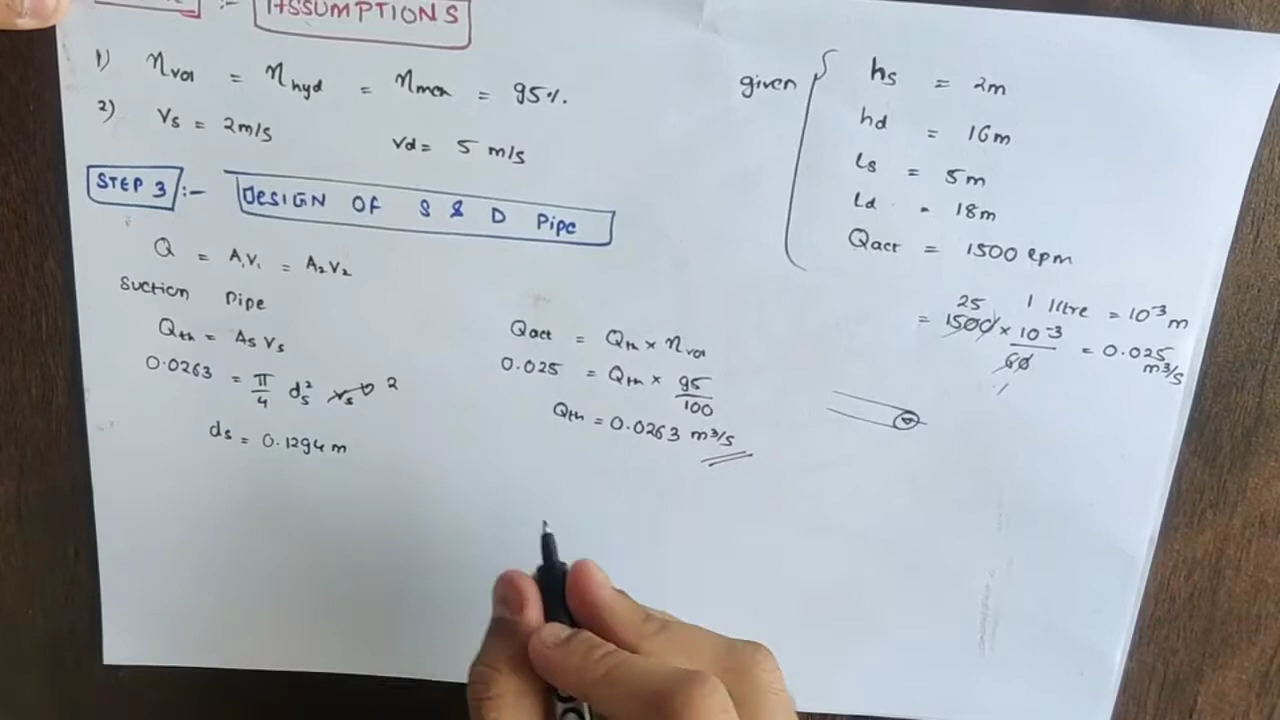 :- ASSUMPTIONS
1) ηvol = ηhyd = ηmech = 95%.
2) Vs = 2m/s Vd = 5 m/s
given
hs = 2m
hd = 16m
Ls = 5m
Ld = 18m
Qact = 1500 lpm
1 litre = 10⁻³ m
25
= 1500 × 10⁻³ / 60 = 0.025 m³/s
STEP 3 :- DESIGN OF S & D Pipe
Q = A₁V₁ = A₂V₂
Suction Pipe
Qth = As Vs
0.0263 = π/4 ds² × 2
ds = 0.1294 m
Qact = Qth × ηvol
0.025 = Qth × 95/100
Qth = 0.0263 m³/s